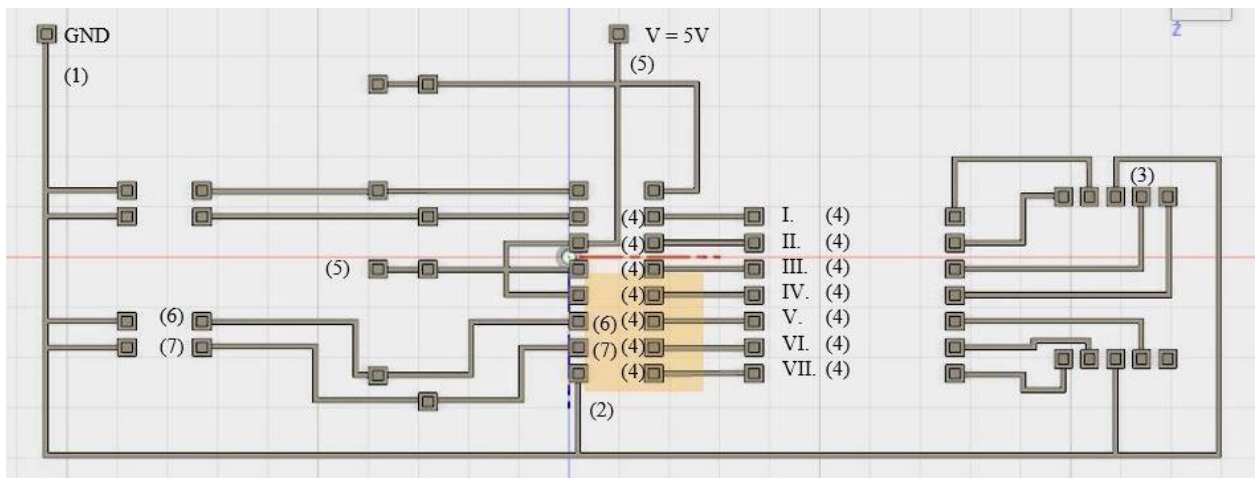 Z
GND
V = 5V
(1)
(5)
(3)
(4) I. (4)
(4) II. (4)
(5) (4) III. (4)
(4) IV. (4)
(6) (6) (4) V. (4)
(7) (7) (4) VI. (4)
(4) VII. (4)
(2)